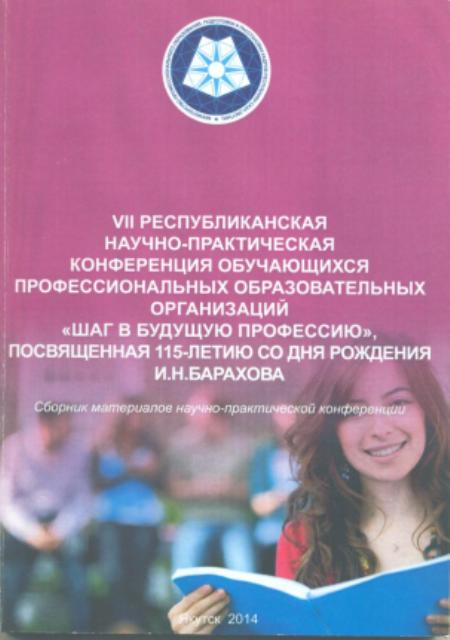 VII РЕСПУБЛИКАНСКАЯ
НАУЧНО-ПРАКТИЧЕСКАЯ
КОНФЕРЕНЦИЯ ОБУЧАЮЩИХСЯ
ПРОФЕССИОНАЛЬНЫХ ОБРАЗОВАТЕЛЬНЫХ
ОРГАНИЗАЦИЙ
«ШАГ В БУДУЩУЮ ПРОФЕССИЮ»,
ПОСВЯЩЕННАЯ 115-ЛЕТИЮ СО ДНЯ РОЖДЕНИЯ
И.Н.БАРАХОВА
Сборник материалов научно-практической конференции
Якутск 2014